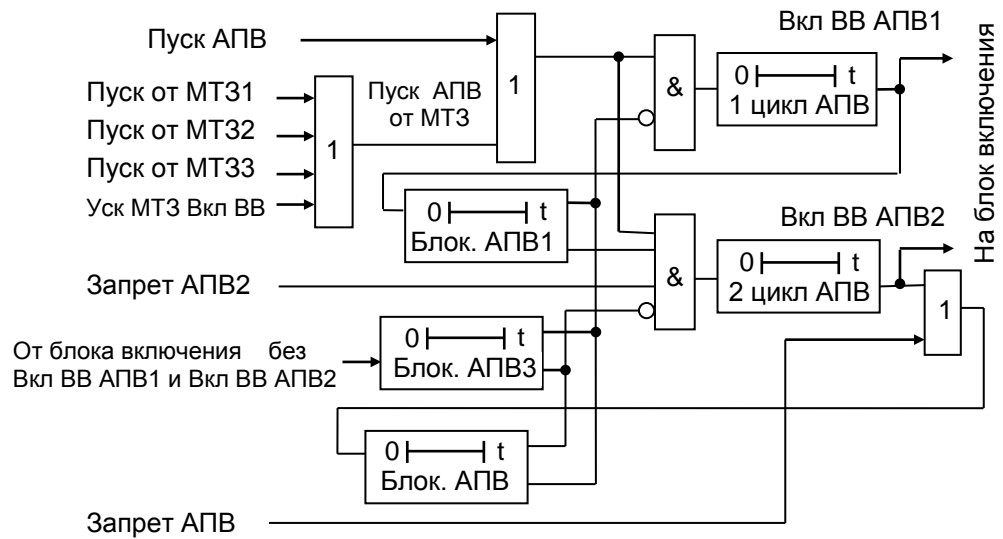 Вкл ВВ АПВ1
Пуск АПВ
1
&
0 t
1 цикл АПВ
Пуск от МТЗ1
Пуск от МТЗ2
Пуск от МТЗ3
Уск МТЗ Вкл ВВ
1
Пуск АПВ
от МТЗ
На блок включения
0 t
Блок. АПВ1
Вкл ВВ АПВ2
&
0 t
2 цикл АПВ
1
Запрет АПВ2
От блока включения без
Вкл ВВ АПВ1 и Вкл ВВ АПВ2
0 t
Блок. АПВ3
0 t
Блок. АПВ
Запрет АПВ